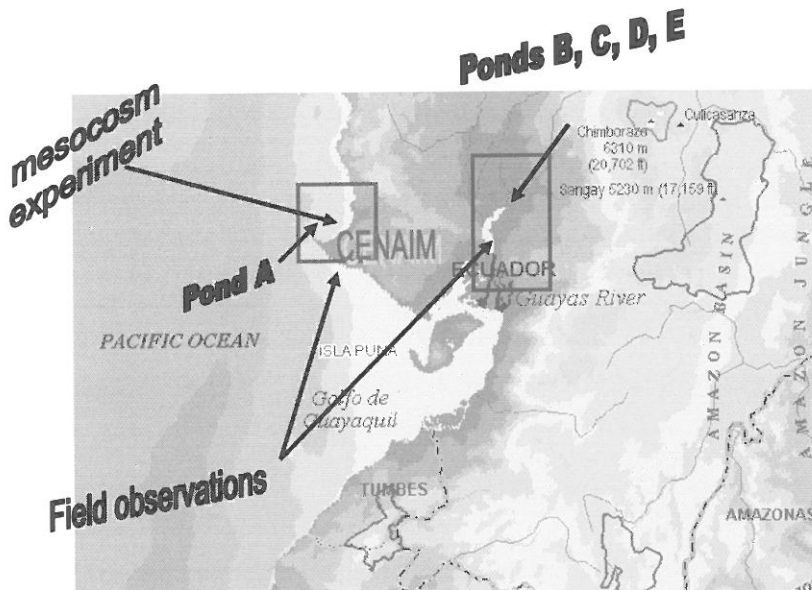 Ponds B, C, D, E
mesocosm
experiment
Chimborazo
6310 m
(20,702 ft)
Culicasanza
Sangay 5230 m (17,159 ft)
CENAIM
Pond A
ECUADOR
Guayas River
PACIFIC OCEAN
ISLA PUNA
Golfo de
Guayaquil
AMAZON BASIN
AMAZON JUNGLE
Field observations
TUMBES
AMAZONAS